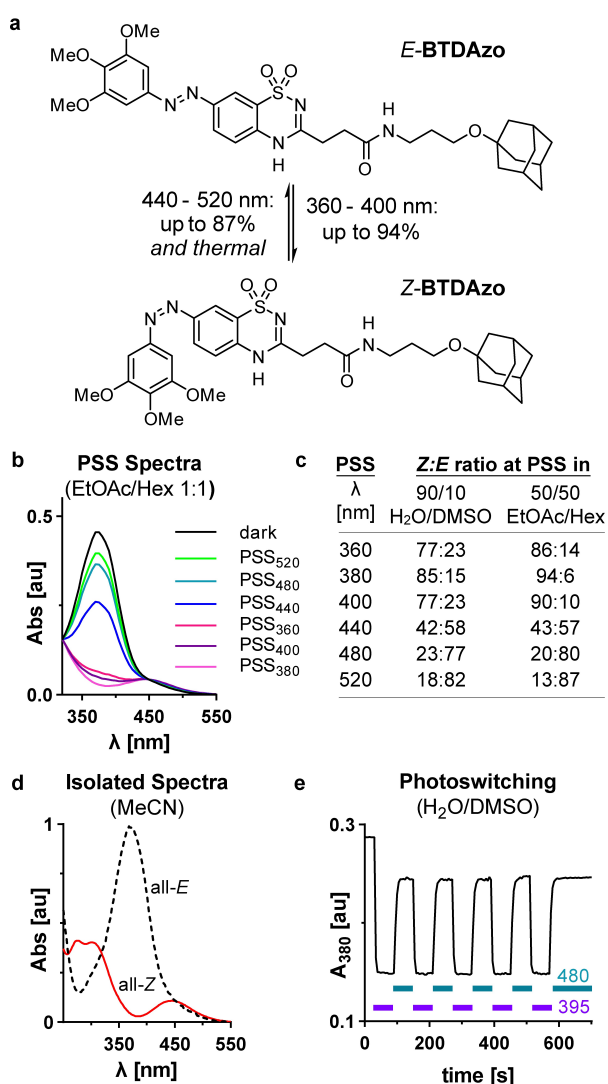 a
OMe
MeO
MeO
N
N
O
O
S
N
N
H
H
N
O
O
E-BTDAzo
440 - 520 nm:
up to 87%
and thermal
360 - 400 nm:
up to 94%
Z-BTDAzo
N
N
O
O
S
N
N
H
H
N
O
O
MeO
OMe
OMe
b
PSS Spectra
(EtOAc/Hex 1:1)
0.5
Abs [au]
0.0
350
450
550
λ [nm]
dark
PSS520
PSS480
PSS440
PSS360
PSS400
PSS380
c
PSS Z:E ratio at PSS in
λ 90/10 50/50
[nm] H2O/DMSO EtOAc/Hex
360 77:23 86:14
380 85:15 94:6
400 77:23 90:10
440 42:58 43:57
480 23:77 20:80
520 18:82 13:87
d
Isolated Spectra
(MeCN)
1
Abs [au]
0
all-E
all-Z
350
450
550
λ [nm]
e
Photoswitching
(H2O/DMSO)
0.3
A380 [au]
0.1
480
395
0
200
400
600
time [s]